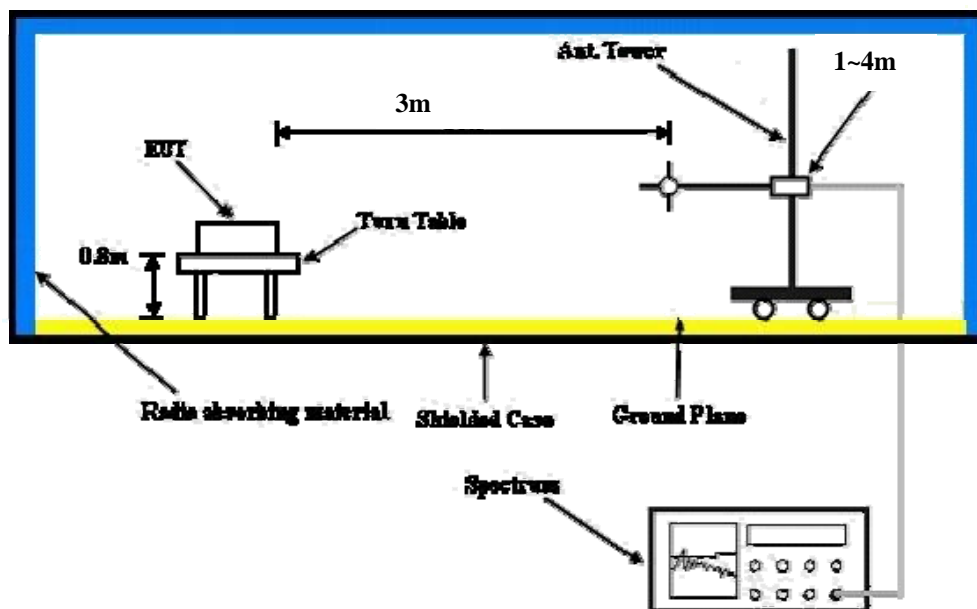 Ant. Tower
1~4m
3m
EUT
Turn Table
0.8m
Radio absorbing material
Shielded Case
Ground Plane
Spectrum